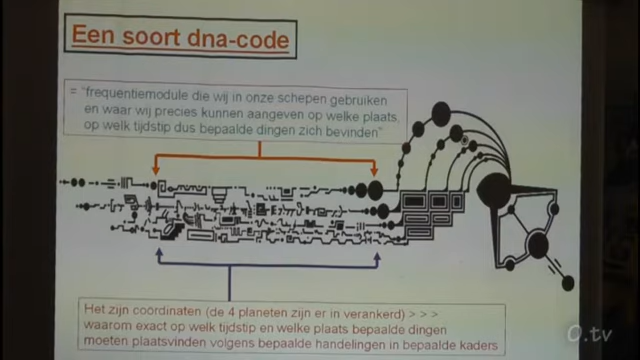 Een soort dna-code
= "frequentiemodule die wij in onze schepen gebruiken
en waar wij precies kunnen aangeven op welke plaats,
op welk tijdstip dus bepaalde dingen zich bevinden"
Het zijn coordinaten (de 4 planeten zijn er in verankerd) > > >
waarom exact op welk tijdstip en welke plaats bepaalde dingen
moeten plaatsvinden volgens bepaalde handelingen in bepaalde kaders
O.tv